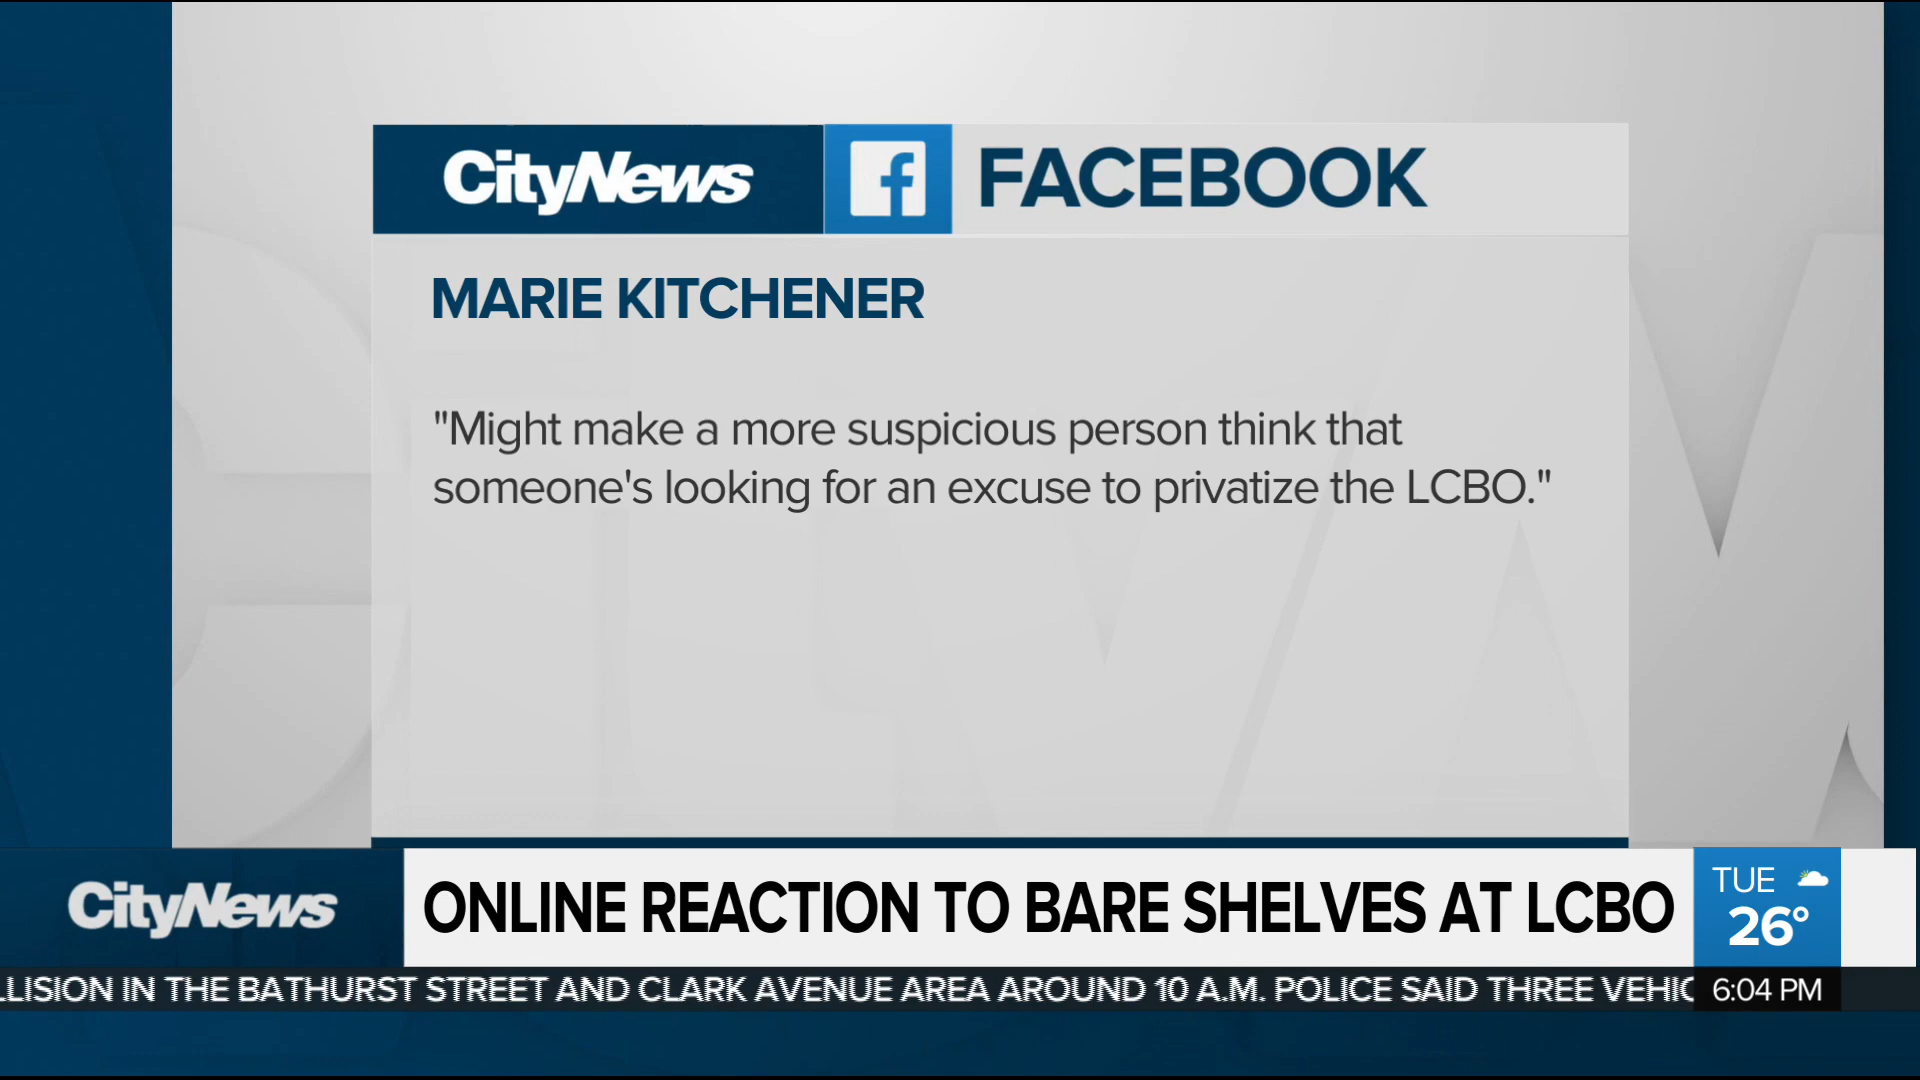 CityNews
FACEBOOK
MARIE KITCHENER
"Might make a more suspicious person think that
someone's looking for an excuse to privatize the LCBO."
CityNews
ONLINE REACTION TO BARE SHELVES AT LCBO
TUE
26°
LLISION IN THE BATHURST STREET AND CLARK AVENUE AREA AROUND 10 A.M. POLICE SAID THREE VEHIC
6:04 PM